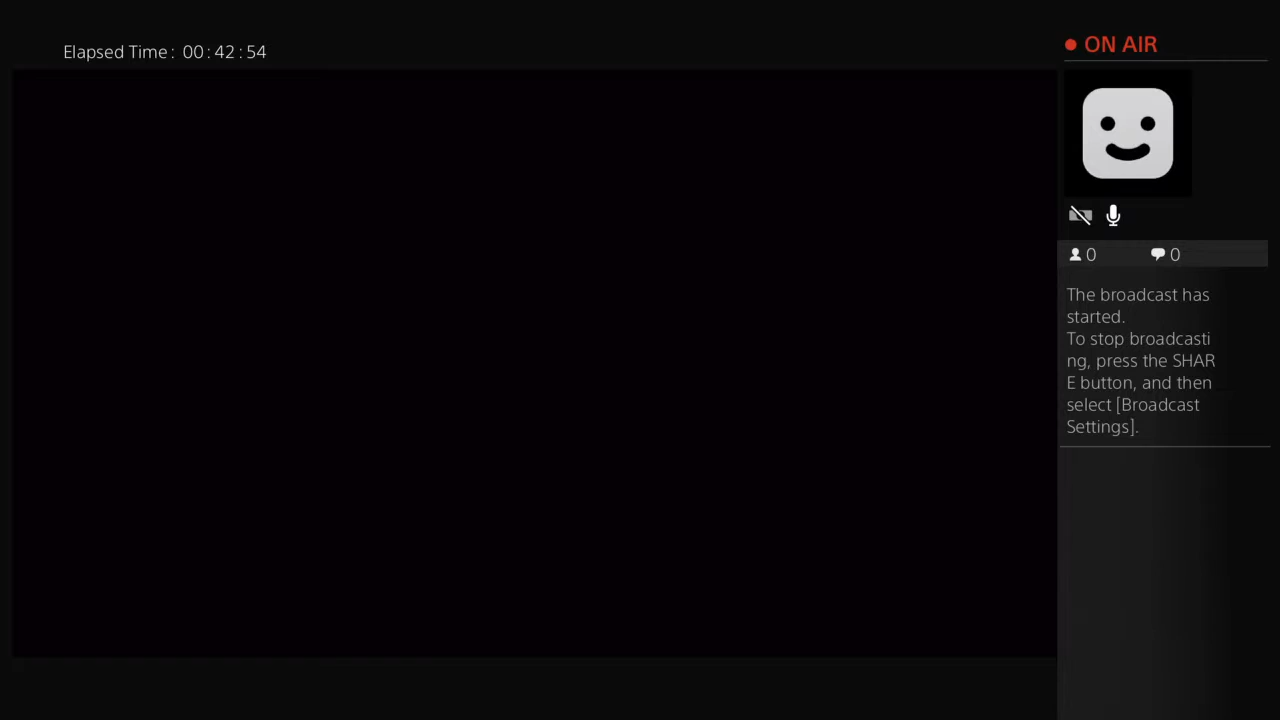 Elapsed Time: 00:42:54
ON AIR
0 0
The broadcast has
started.
To stop broadcasti
ng, press the SHAR
E button, and then
select [Broadcast
Settings].